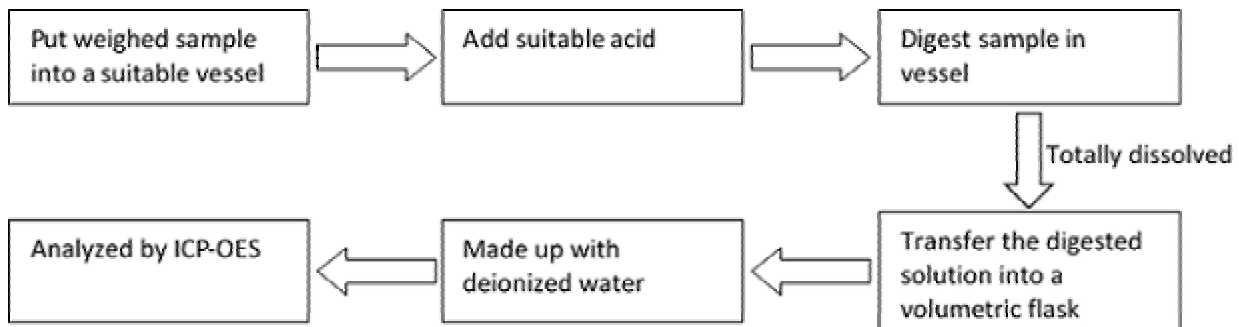 Put weighed sample
into a suitable vessel
Add suitable acid
Digest sample in
vessel
Totally dissolved
Transfer the digested
solution into a
volumetric flask
Made up with
deionized water
Analyzed by ICP-OES